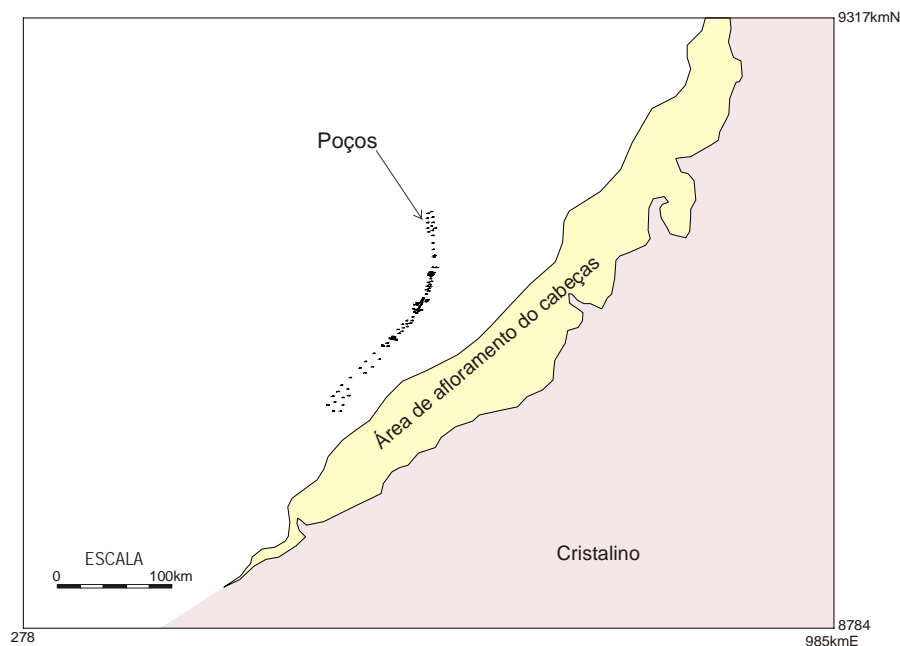 9317kmN
Poços
Área de afloramento do cabeças
Cristalino
ESCALA
0 100km
8784
278
985kmE